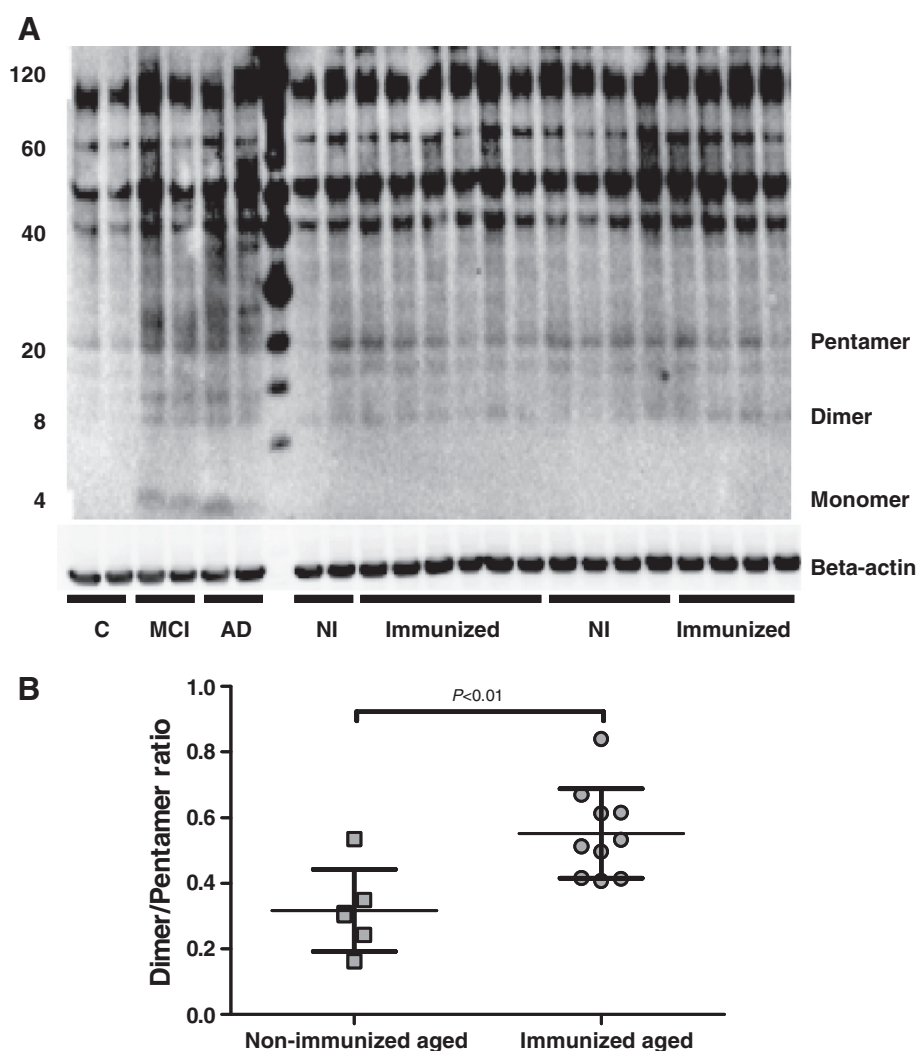 A
120
60
40
20
8
4
Pentamer
Dimer
Monomer
Beta-actin
C MCI AD NI Immunized NI Immunized
B
P<0.01
Dimer/Pentamer ratio
1.0
0.8
0.6
0.4
0.2
0.0
Non-immunized aged Immunized aged